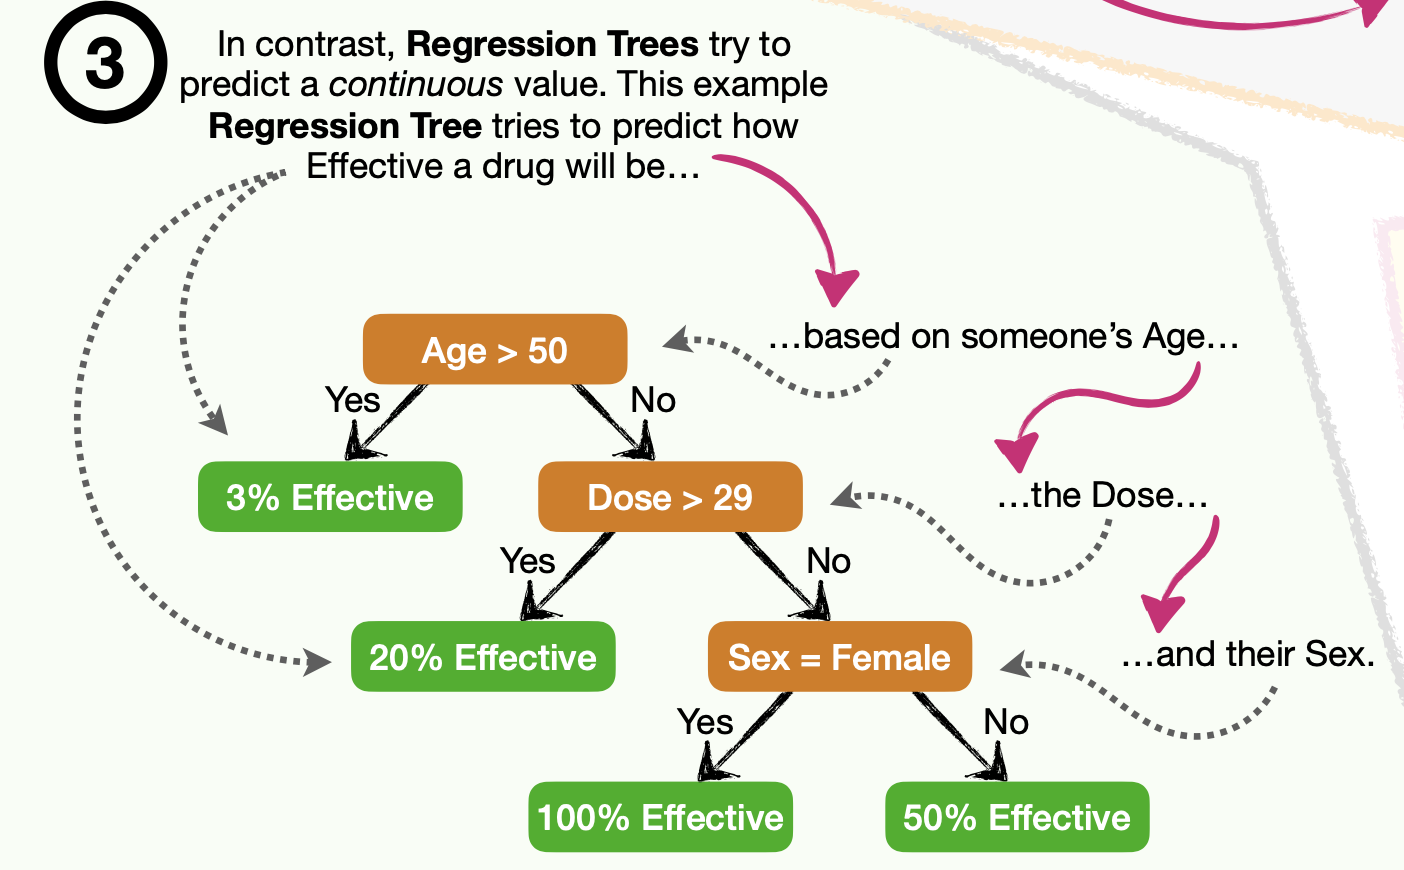 3
In contrast, Regression Trees try to
predict a continuous value. This example
Regression Tree tries to predict how
Effective a drug will be…
Age > 50
…based on someone’s Age…
Yes
No
3% Effective
Dose > 29
…the Dose…
Yes
No
20% Effective
Sex = Female
…and their Sex.
Yes
No
100% Effective
50% Effective